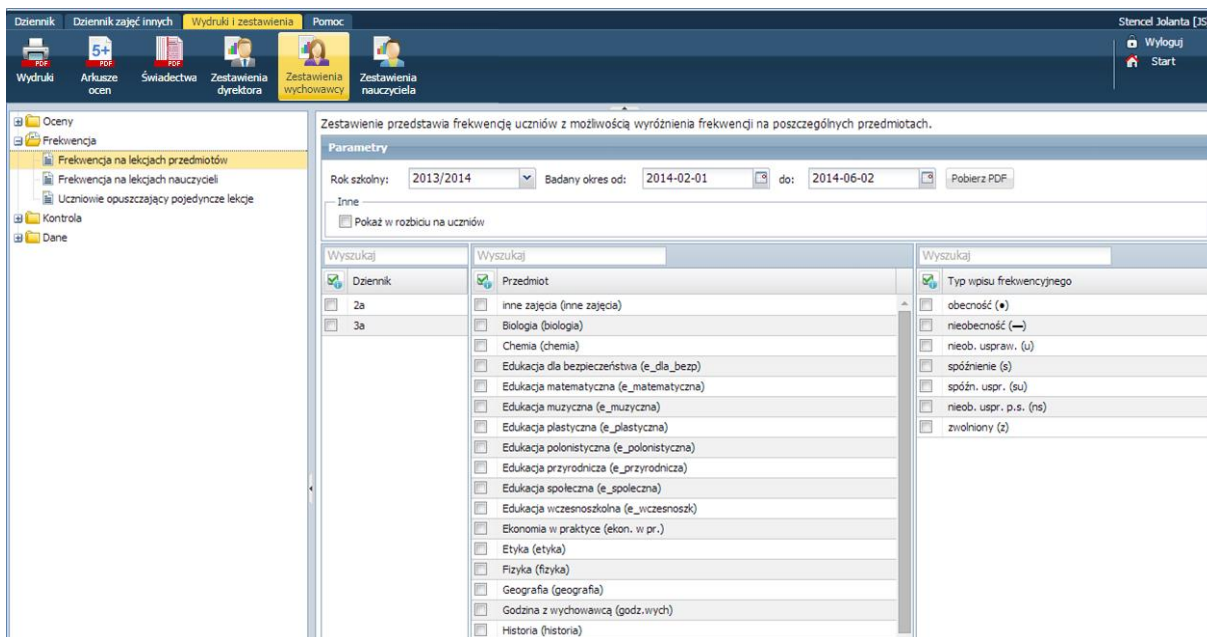 Dziennik Dziennik zajęć innych Wydruki i zestawienia Pomoc Stencel Jolanta [JS
Wyloguj
Start
PDF
Wydruki
5+
PDF
Arkusze
ocen
PDF
Świadectwa
Zestawienia
dyrektora
Zestawienia
wychowawcy
Zestawienia
nauczyciela
Oceny
Frekwencja
Frekwencja na lekcjach przedmiotów
Frekwencja na lekcjach nauczycieli
Uczniowie opuszczający pojedyncze lekcje
Kontrola
Dane
Zestawienie przedstawia frekwencję uczniów z możliwością wyróżnienia frekwencji na poszczególnych przedmiotach.
Parametry
Rok szkolny: 2013/2014 Badany okres od: 2014-02-01 do: 2014-06-02 Pobierz PDF
Inne
Pokaż w rozbiciu na uczniów
Wyszukaj
Dziennik
2a
3a
Wyszukaj
Przedmiot
inne zajęcia (inne zajęcia)
Biologia (biologia)
Chemia (chemia)
Edukacja dla bezpieczeństwa (e_dla_bezp)
Edukacja matematyczna (e_matematyczna)
Edukacja muzyczna (e_muzyczna)
Edukacja plastyczna (e_plastyczna)
Edukacja polonistyczna (e_polonistyczna)
Edukacja przyrodnicza (e_przyrodnicza)
Edukacja społeczna (e_spoleczna)
Edukacja wczesnoszkolna (e_wczesnoszk)
Ekonomia w praktyce (ekon. w pr.)
Etyka (etyka)
Fizyka (fizyka)
Geografia (geografia)
Godzina z wychowawcą (godz.wych)
Historia (historia)
Wyszukaj
Typ wpisu frekwencyjnego
obecność (●)
nieobecność (—)
nieob. uspraw. (u)
spóźnienie (s)
spóźn. uspr. (su)
nieob. uspr. p.s. (ns)
zwolniony (z)